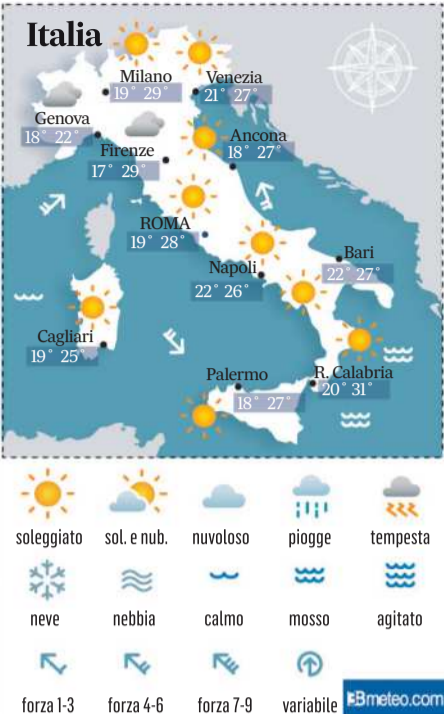 Italia
Milano
19° 29°
Venezia
21° 27°
Genova
18° 22°
Firenze
17° 29°
Ancona
18° 27°
ROMA
19° 28°
Napoli
22° 26°
Bari
22° 27°
Cagliari
19° 25°
Palermo
18° 27°
R. Calabria
20° 31°
soleggiato sol. e nub. nuvoloso piogge tempesta
neve nebbia calmo mosso agitato
forza 1-3 forza 4-6 forza 7-9 variabile
3Bmeteo.com